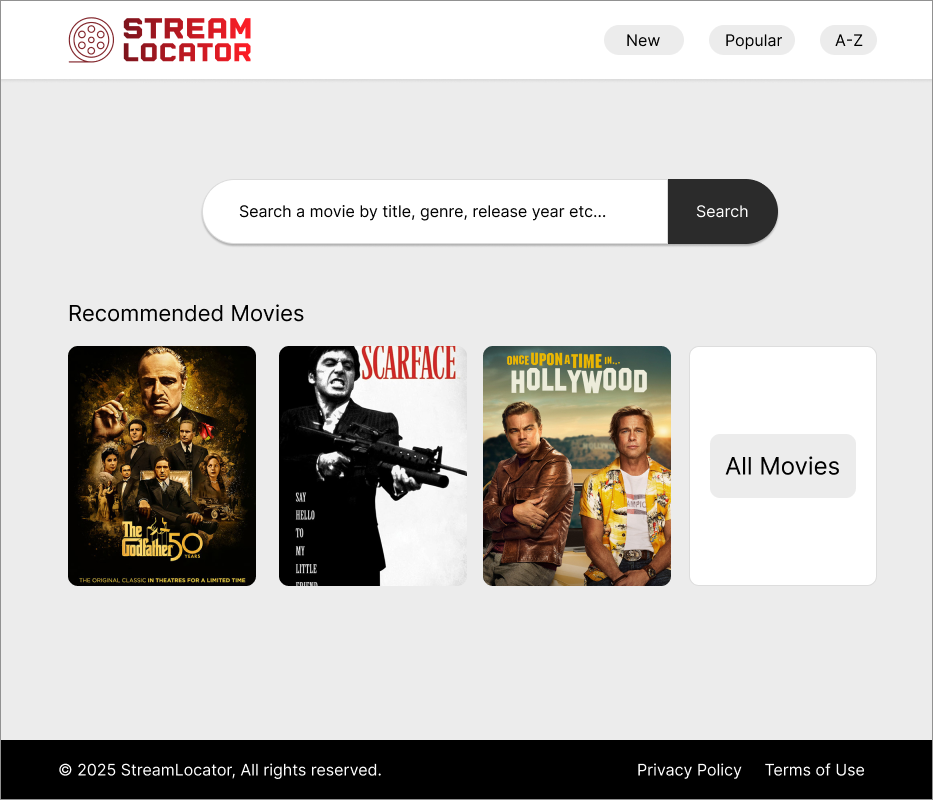 STREAM
LOCATOR
New
Popular
A-Z
Search a movie by title, genre, release year etc...
Search
Recommended Movies
The
Godfather 50
YEARS
THE ORIGINAL CLASSIC IN THEATRES FOR A LIMITED TIME
SCARFACE
SAY
HELLO
TO
MY
LITTLE
FRIEND
ONCE UPON A TIME IN...
HOLLYWOOD
All Movies
© 2025 StreamLocator, All rights reserved.
Privacy Policy
Terms of Use